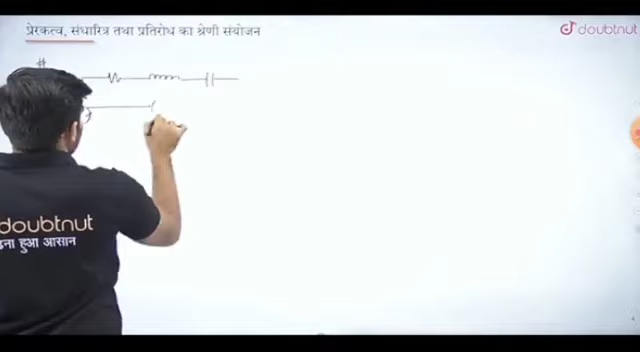 प्रेरकत्व, संधारित्र तथा प्रतिरोध का श्रेणी संयोजन
doubtnut
#
doubtnut
हुआ आसान